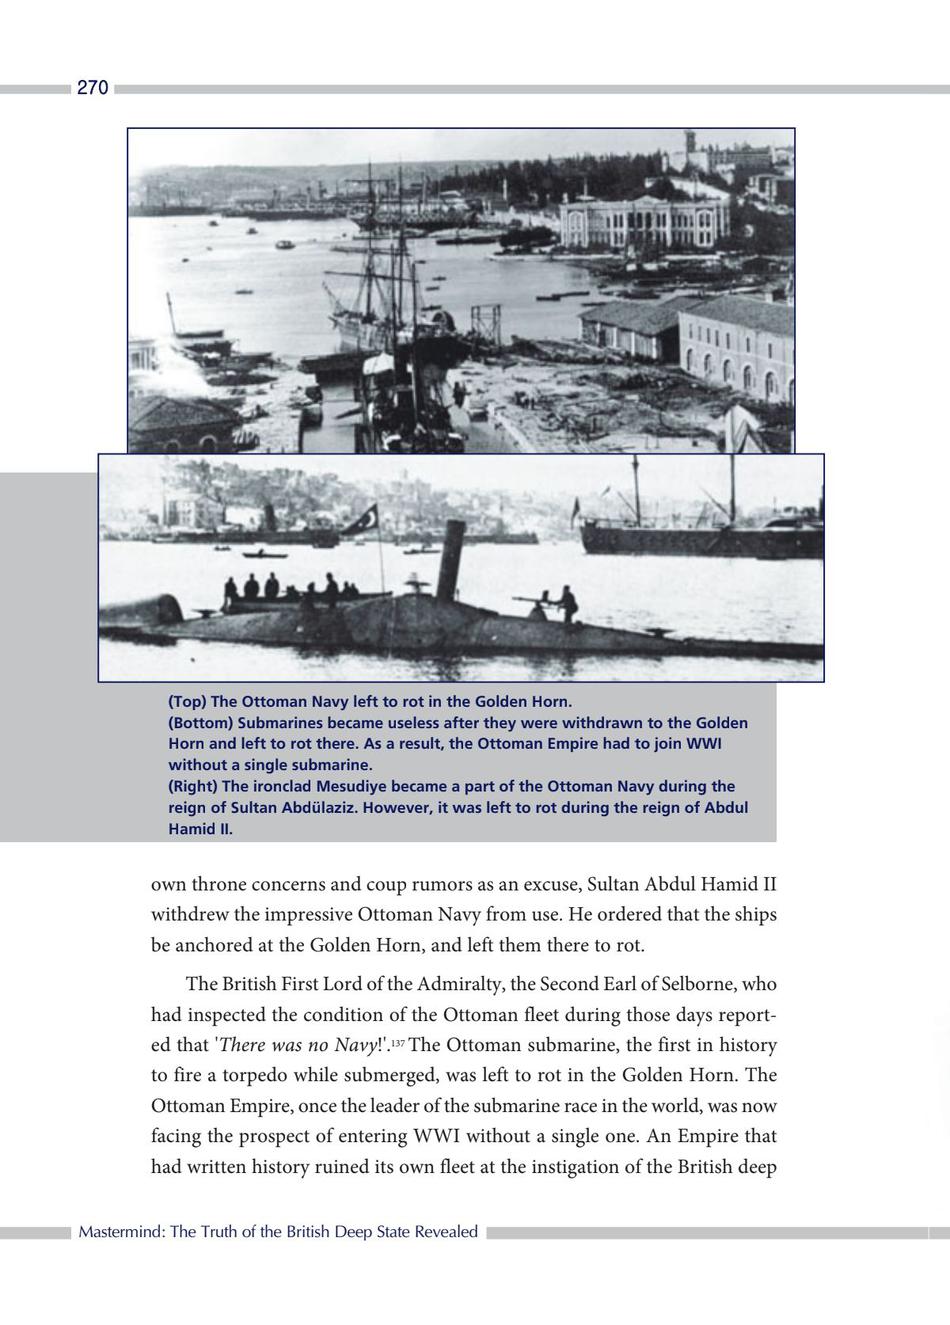 270
(Top) The Ottoman Navy left to rot in the Golden Horn.
(Bottom) Submarines became useless after they were withdrawn to the Golden
Horn and left to rot there. As a result, the Ottoman Empire had to join WWI
without a single submarine.
(Right) The ironclad Mesudiye became a part of the Ottoman Navy during the
reign of Sultan Abdülaziz. However, it was left to rot during the reign of Abdul
Hamid II.
own throne concerns and coup rumors as an excuse, Sultan Abdul Hamid II
withdrew the impressive Ottoman Navy from use. He ordered that the ships
be anchored at the Golden Horn, and left them there to rot.
The British First Lord of the Admiralty, the Second Earl of Selborne, who
had inspected the condition of the Ottoman fleet during those days report-
ed that 'There was no Navy!'.137 The Ottoman submarine, the first in history
to fire a torpedo while submerged, was left to rot in the Golden Horn. The
Ottoman Empire, once the leader of the submarine race in the world, was now
facing the prospect of entering WWI without a single one. An Empire that
had written history ruined its own fleet at the instigation of the British deep
Mastermind: The Truth of the British Deep State Revealed